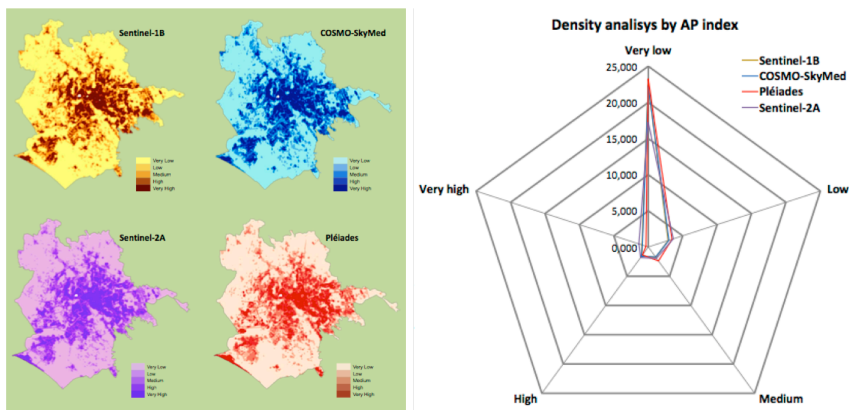 Sentinel-1B
Very Low
Low
Medium
High
Very High
COSMO-SkyMed
Very Low
Low
Medium
High
Very High
Sentinel-2A
Very Low
Low
Medium
High
Very High
Pléiades
Very Low
Low
Medium
High
Very High
Density analisys by AP index
Very low
Sentinel-1B
COSMO-SkyMed
Pléiades
Sentinel-2A
25,000
20,000
15,000
10,000
5,000
0,000
Very high
Low
High
Medium